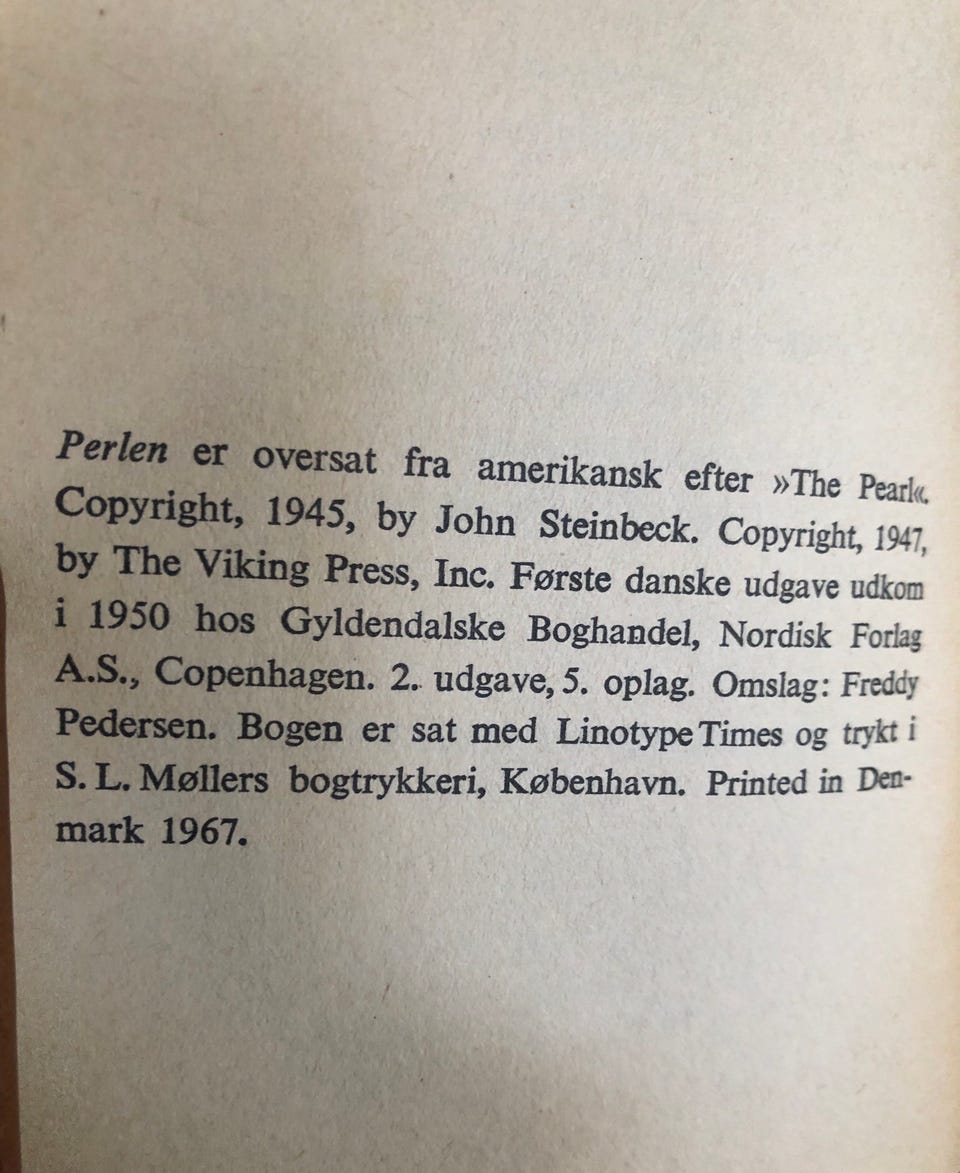 Perlen er oversat fra amerikansk efter »The Pearl«.
Copyright, 1945, by John Steinbeck. Copyright, 1947,
by The Viking Press, Inc. Første danske udgave udkom
i 1950 hos Gyldendalske Boghandel, Nordisk Forlag
A.S., Copenhagen. 2. udgave, 5. oplag. Omslag: Freddy
Pedersen. Bogen er sat med Linotype Times og trykt i
S. L. Møllers bogtrykkeri, København. Printed in Den-
mark 1967.